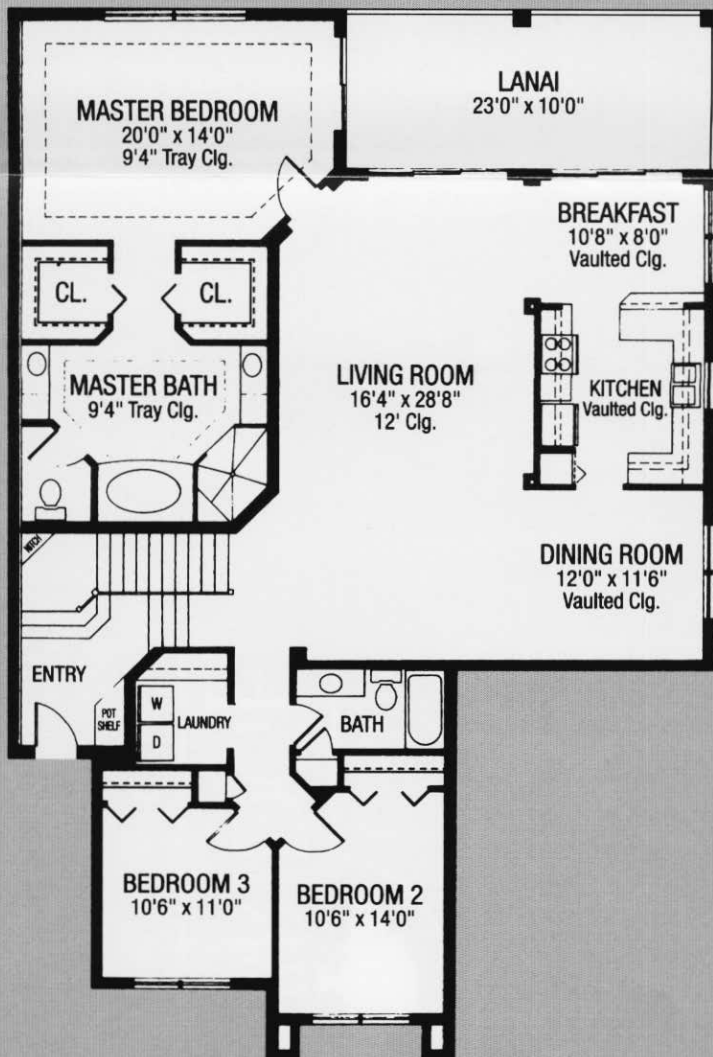 LANAI
23'0" x 10'0"
MASTER BEDROOM
20'0" x 14'0"
9'4" Tray Clg.
BREAKFAST
10'8" x 8'0"
Vaulted Clg.
CL.
CL.
MASTER BATH
9'4" Tray Clg.
LIVING ROOM
16'4" x 28'8"
12' Clg.
KITCHEN
Vaulted Clg.
NITCH
DINING ROOM
12'0" x 11'6"
Vaulted Clg.
ENTRY
POT
SHELF
W
D
LAUNDRY
BATH
BEDROOM 3
10'6" x 11'0"
BEDROOM 2
10'6" x 14'0"